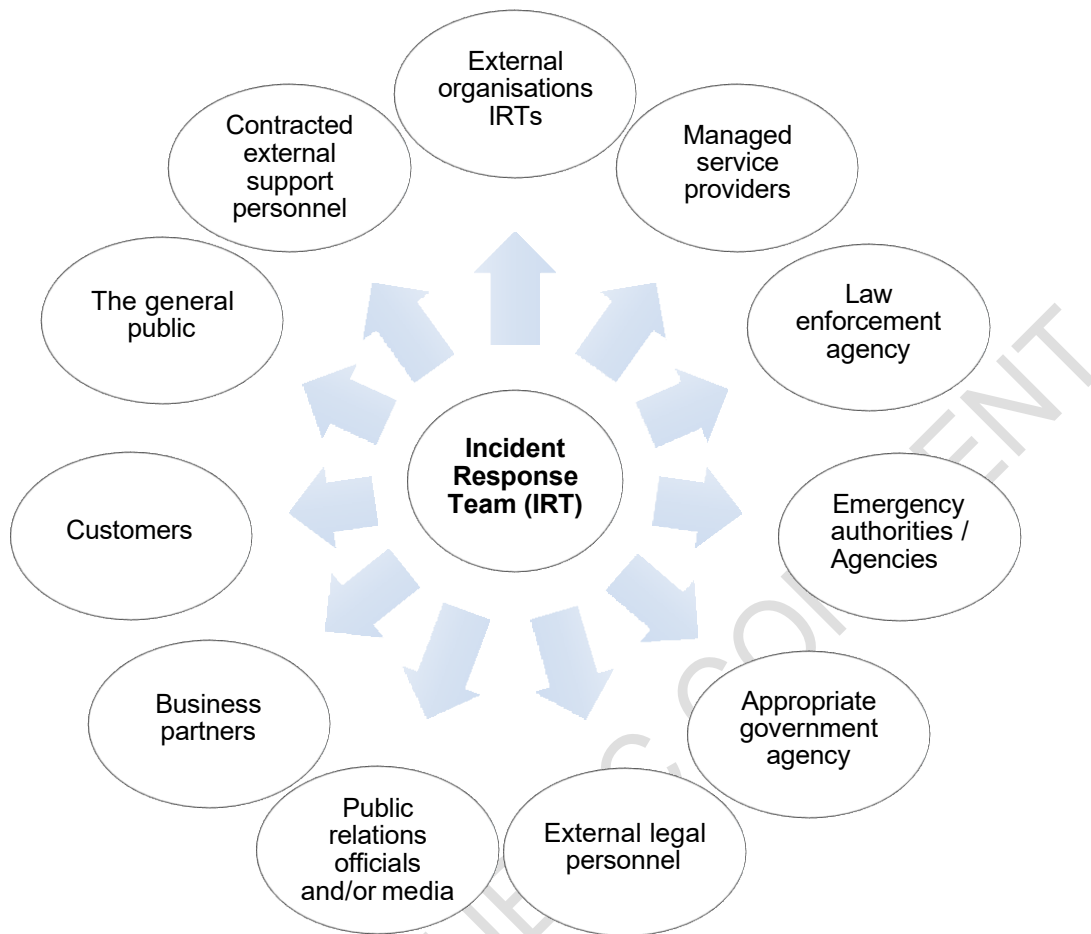 External
organisations
IRTs
Contracted
external
support
personnel
Managed
service
providers
The general
public
Law
enforcement
agency
Incident
Response
Team (IRT)
Customers
Emergency
authorities /
Agencies
Business
partners
Appropriate
government
agency
Public
relations
officials
and/or media
External legal
personnel